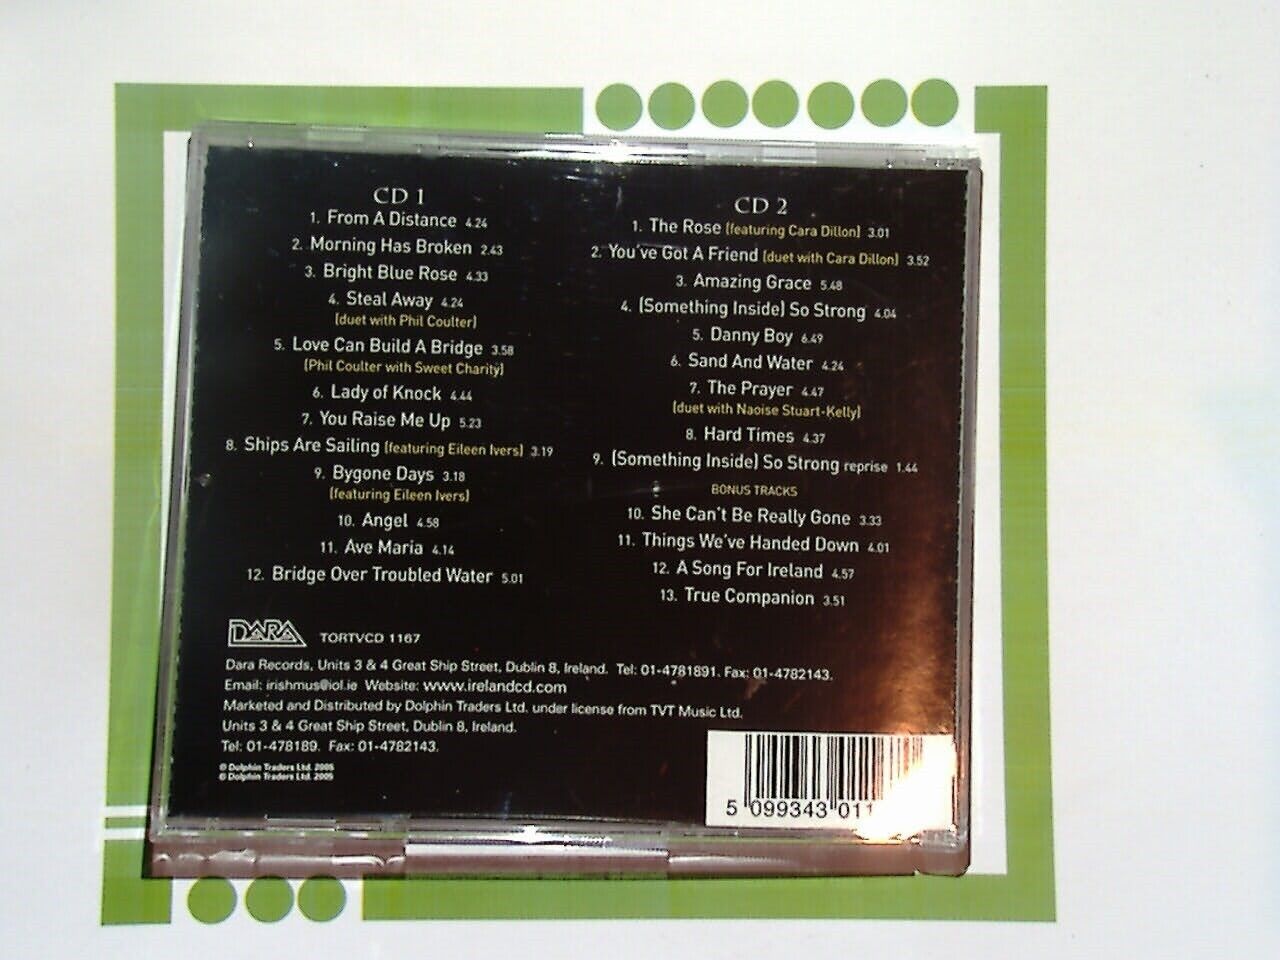 CD 1
1. From A Distance 4.24
2. Morning Has Broken 2.43
3. Bright Blue Rose 4.33
4. Steal Away 4.24
(duet with Phil Coulter)
5. Love Can Build A Bridge 3.58
(Phil Coulter with Sweet Charity)
6. Lady of Knock 4.44
7. You Raise Me Up 5.23
8. Ships Are Sailing (featuring Eileen Ivers) 3.19
9. Bygone Days 3.18
(featuring Eileen Ivers)
10. Angel 4.58
11. Ave Maria 4.14
12. Bridge Over Troubled Water 5.01
CD 2
1. The Rose (featuring Cara Dillon) 3.01
2. You've Got A Friend (duet with Cara Dillon) 3.52
3. Amazing Grace 5.48
4. (Something Inside) So Strong 4.04
5. Danny Boy 6.49
6. Sand And Water 4.24
7. The Prayer 4.47
(duet with Naoise Stuart-Kelly)
8. Hard Times 4.37
9. (Something Inside) So Strong reprise 1.44
BONUS TRACKS
10. She Can't Be Really Gone 3.33
11. Things We've Handed Down 4.01
12. A Song For Ireland 4.57
13. True Companion 3.51
DARA TORTVCD 1167
Dara Records, Units 3 & 4 Great Ship Street, Dublin 8, Ireland. Tel: 01-4781891. Fax: 01-4782143.
Email: irishmus@iol.ie Website: www.irelandcd.com
Marketed and Distributed by Dolphin Traders Ltd. under license from TVT Music Ltd.
Units 3 & 4 Great Ship Street, Dublin 8, Ireland.
Tel: 01-478189. Fax: 01-4782143.
℗ Dolphin Traders Ltd. 2005
© Dolphin Traders Ltd. 2005
5 099343 011